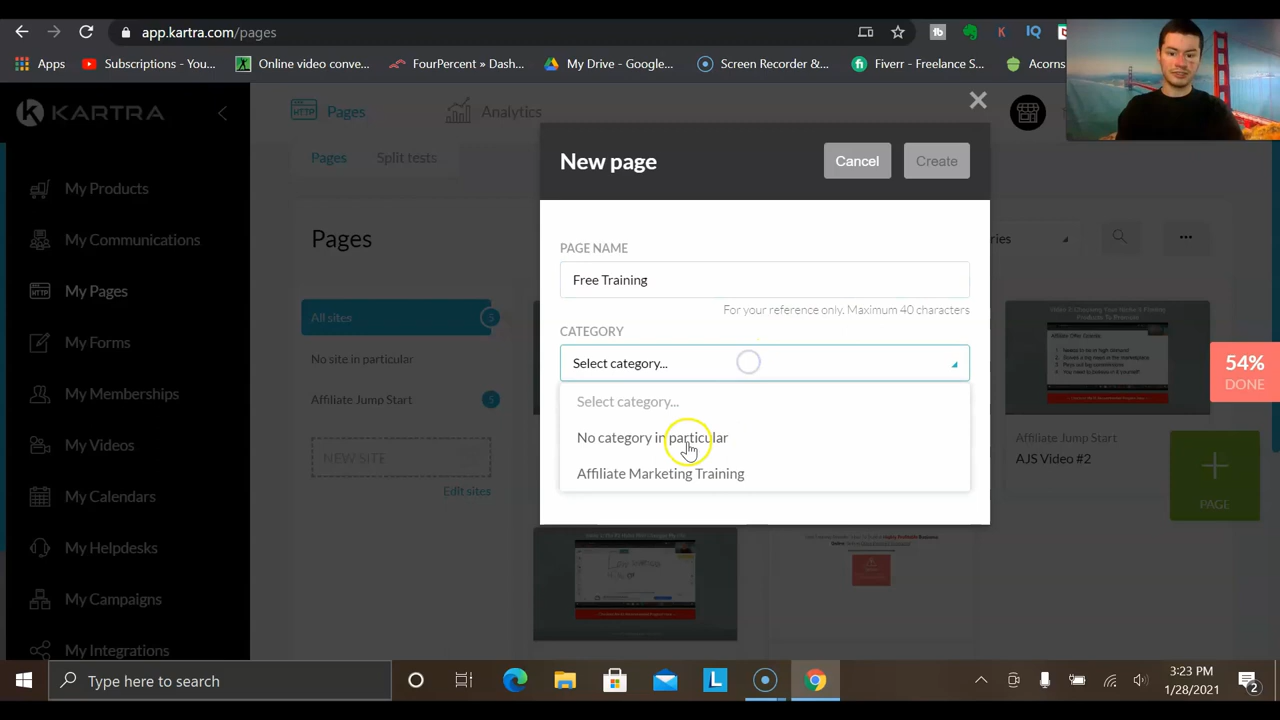 app.kartra.com/pages
Apps
Subscriptions - You...
Online video conve...
FourPercent » Dash...
My Drive - Google...
Screen Recorder &...
Fiverr - Freelance S...
Acorns
KARTRA
Pages
Analytics
Pages
Split tests
My Products
My Communications
My Pages
My Forms
My Memberships
My Videos
My Calendars
My Helpdesks
My Campaigns
My Integrations
Pages
All sites
5
No site in particular
Affiliate Jump Start
5
NEW SITE
Edit sites
New page
Cancel
Create
PAGE NAME
Free Training
For your reference only. Maximum 40 characters
CATEGORY
Select category...
Select category...
No category in particular
Affiliate Marketing Training
ries
Affiliate Jump Start
AJS Video #2
PAGE
54%
DONE
Type here to search
3:23 PM
1/28/2021
2